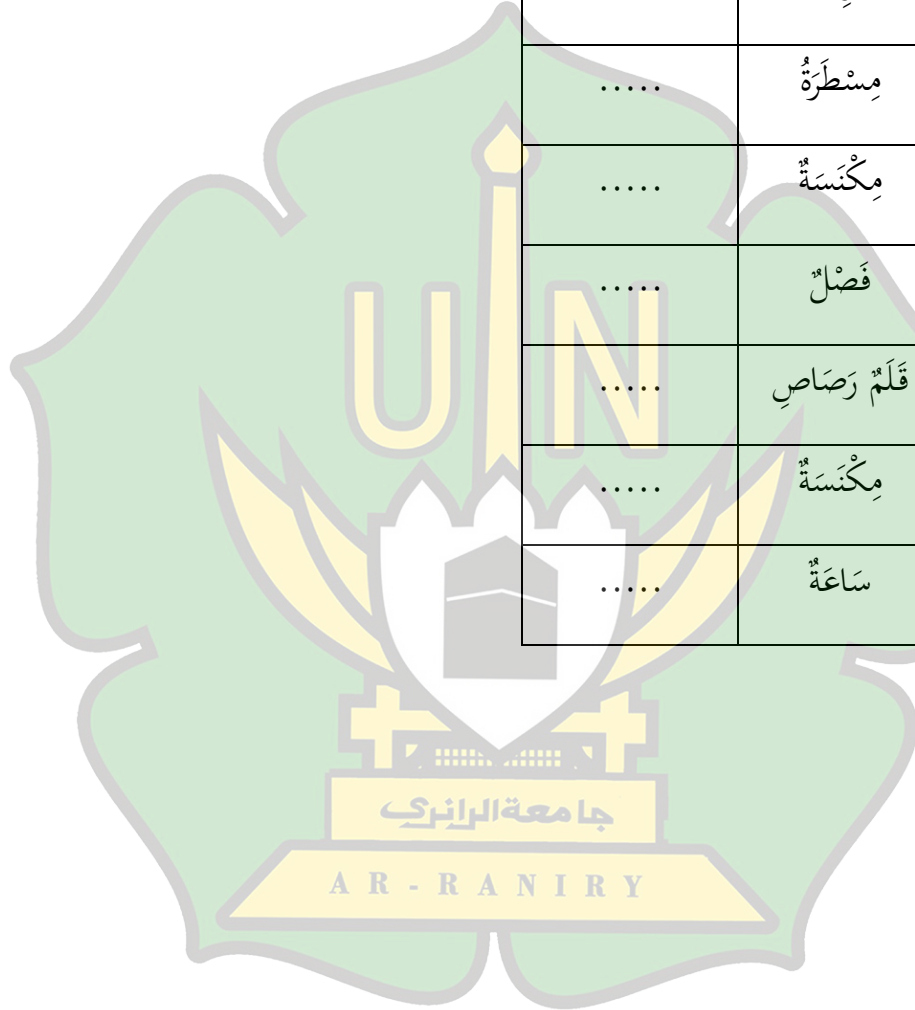 مِسْطَرَةُ .....
مِكْنَسَةٌ .....
فَصْلٌ .....
قَلَمٌ رَصَاصِ .....
مِكْنَسَةٌ .....
سَاعَةٌ .....
UIN
جامعة الرانري
AR-RANIRY